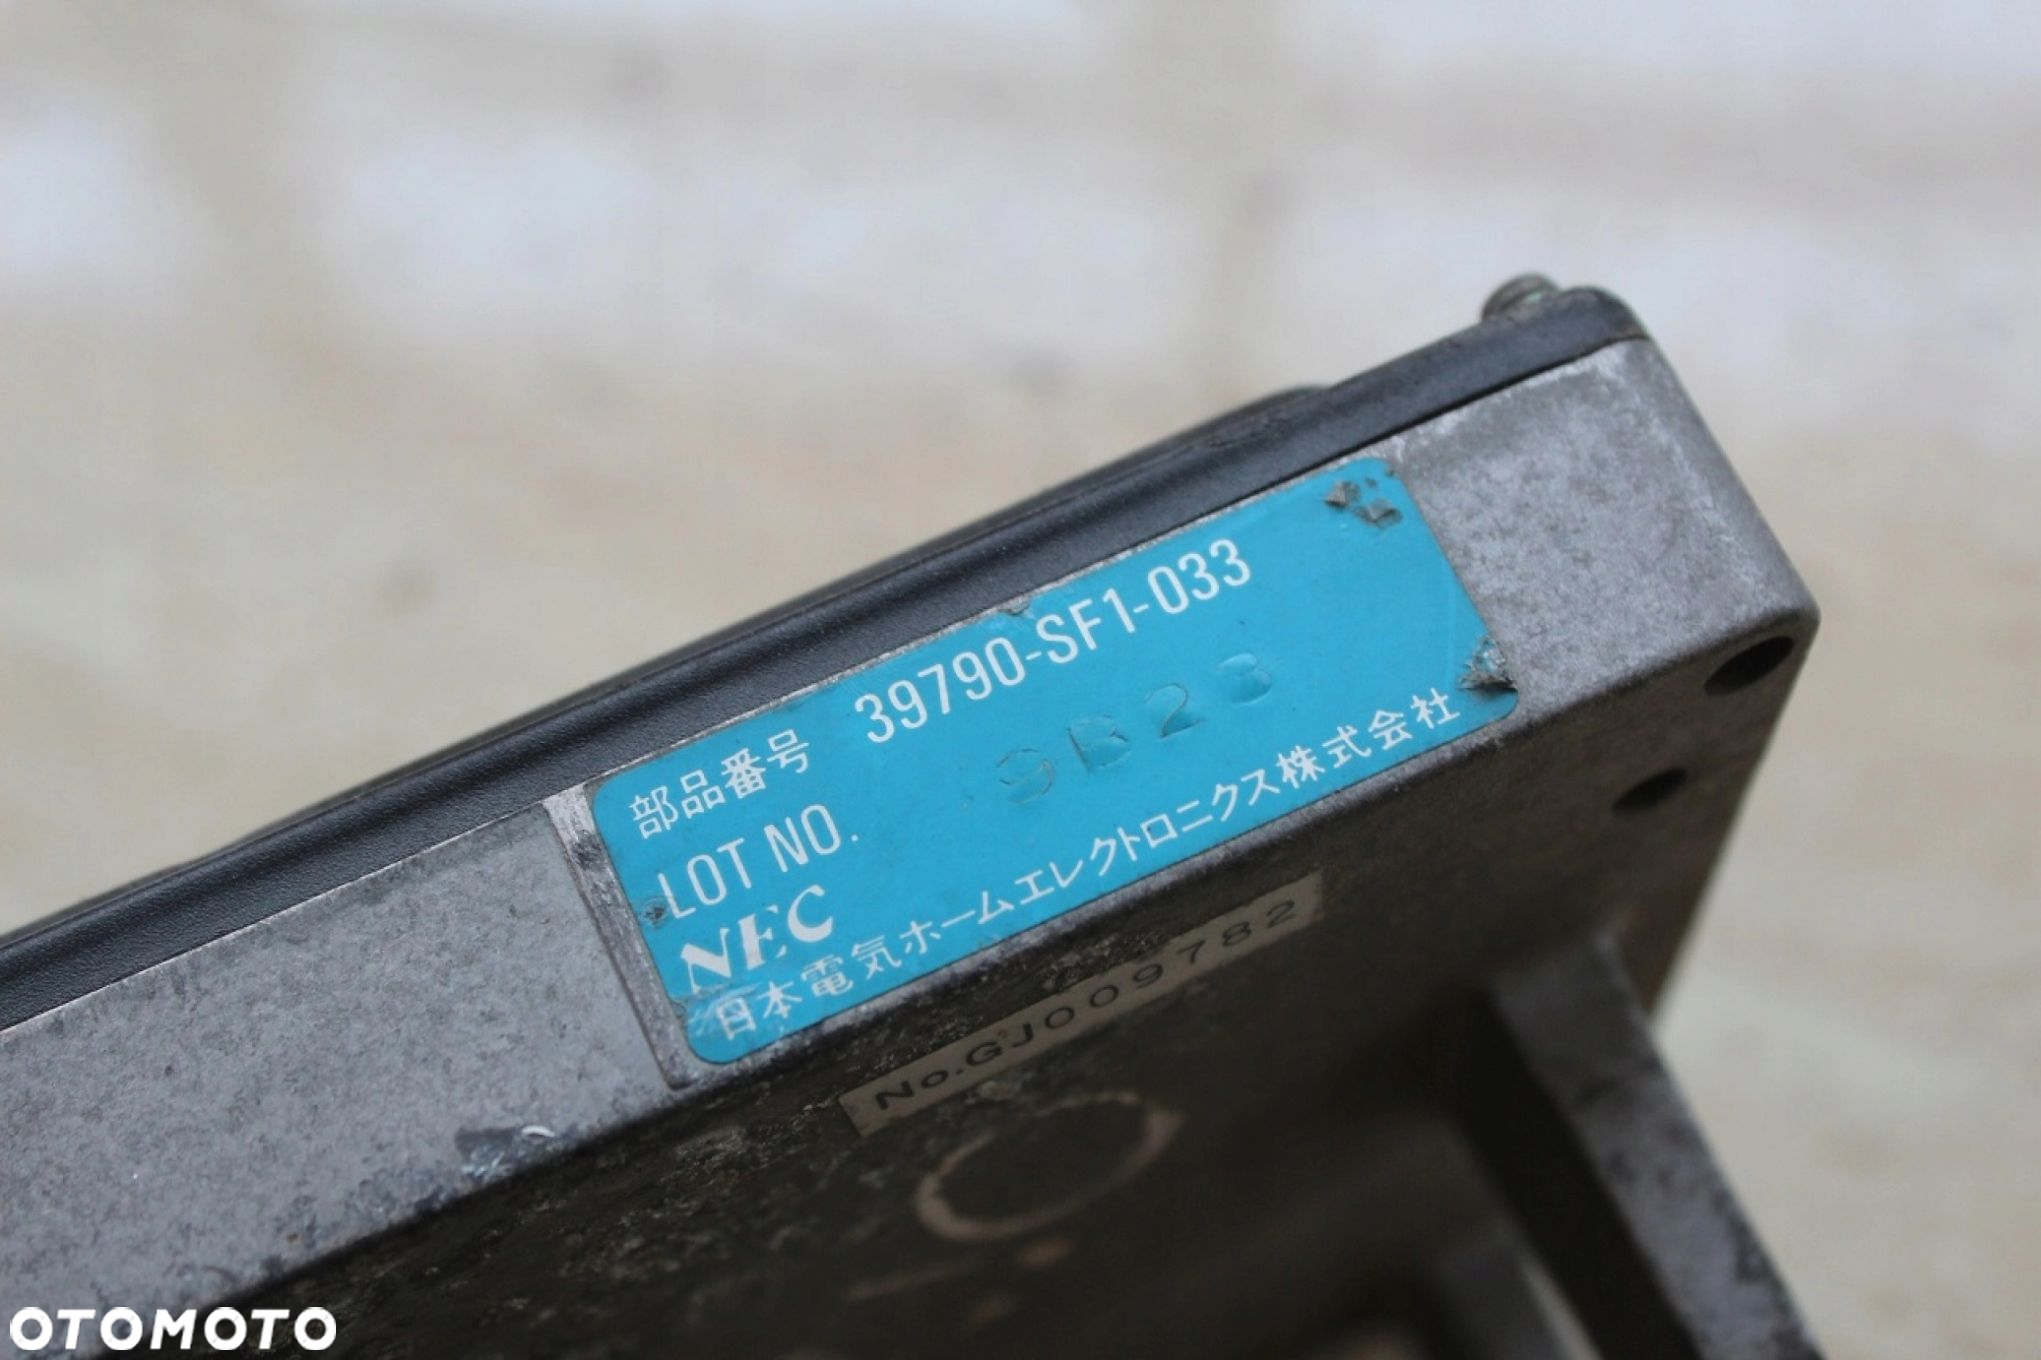 部品番号 39790-SF1-033
LOT NO. 9B23
NEC
日本電気ホームエレクトロニクス株式会社
No.GJ009782
OTOMOTO